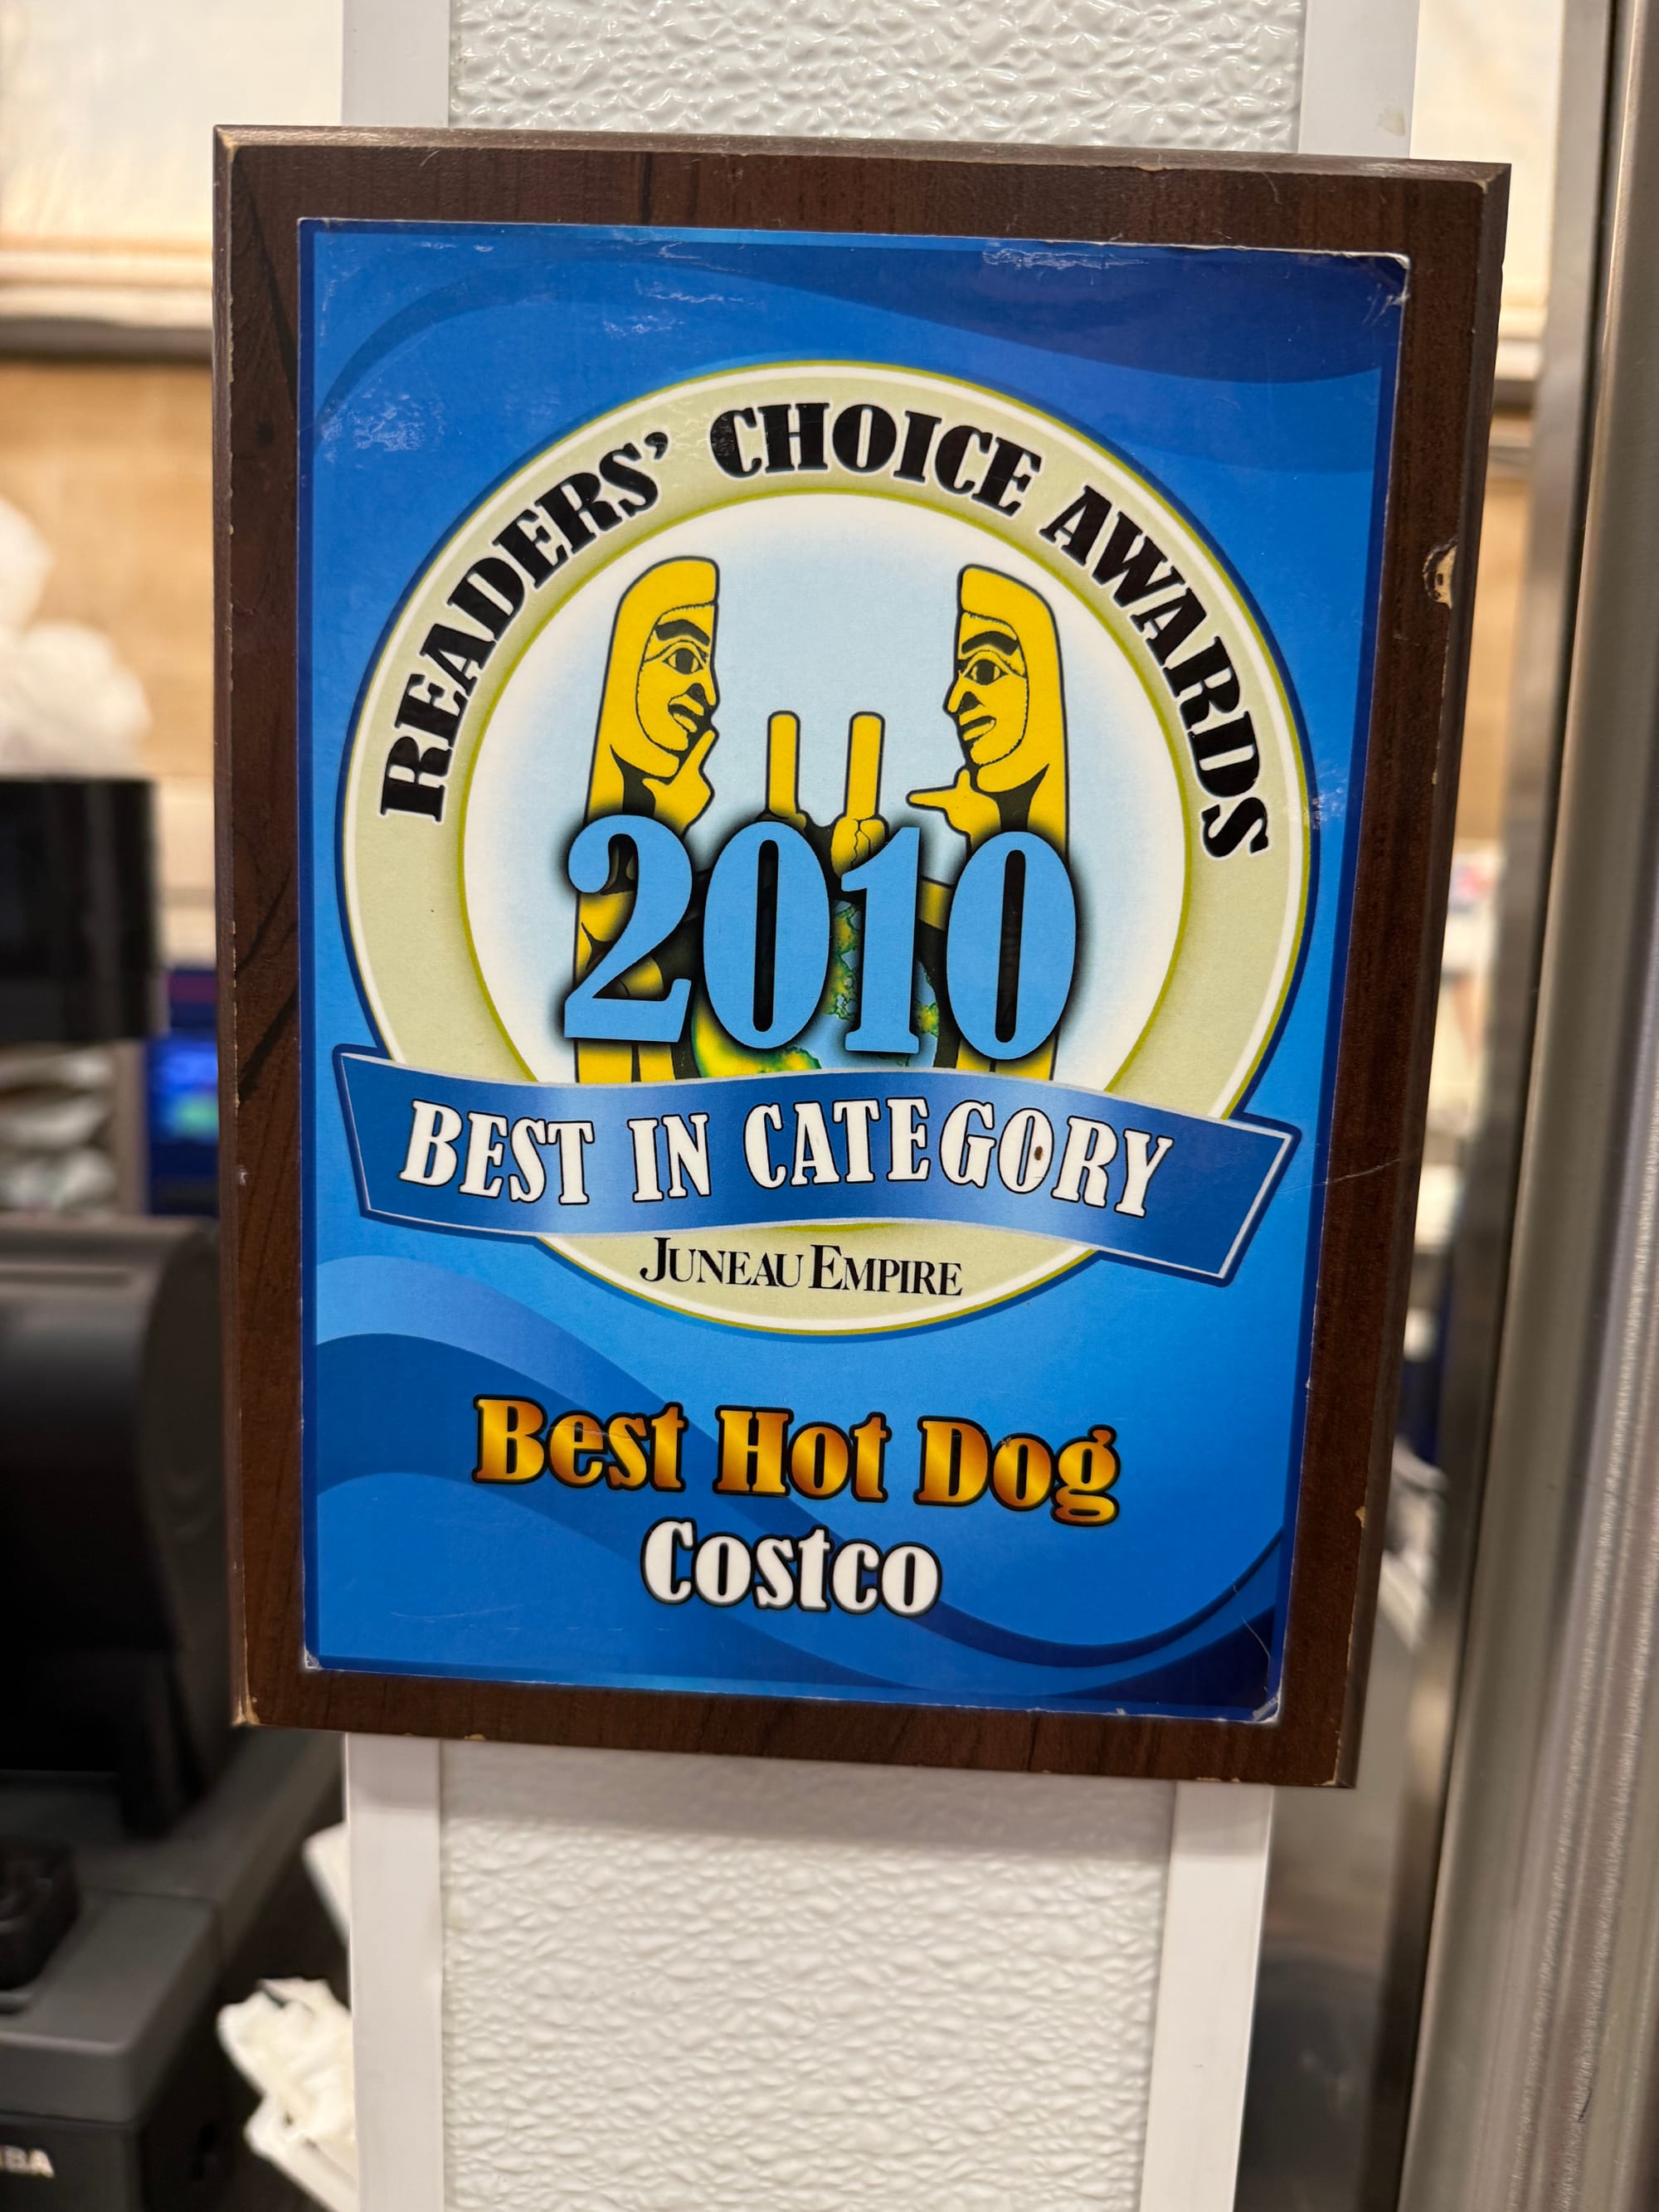 READERS' CHOICE AWARDS
2010
BEST IN CATEGORY
JUNEAU EMPIRE
Best Hot Dog
Costco